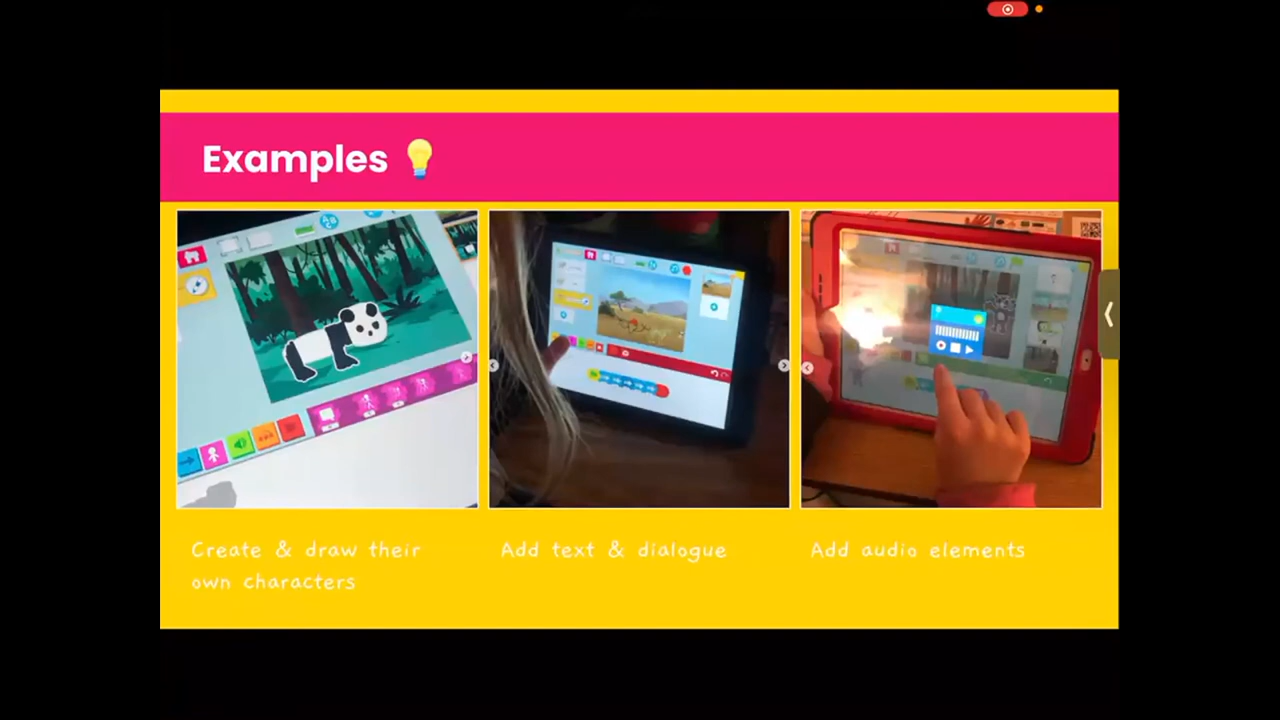 Examples
Create & draw their
own characters
Add text & dialogue
Add audio elements